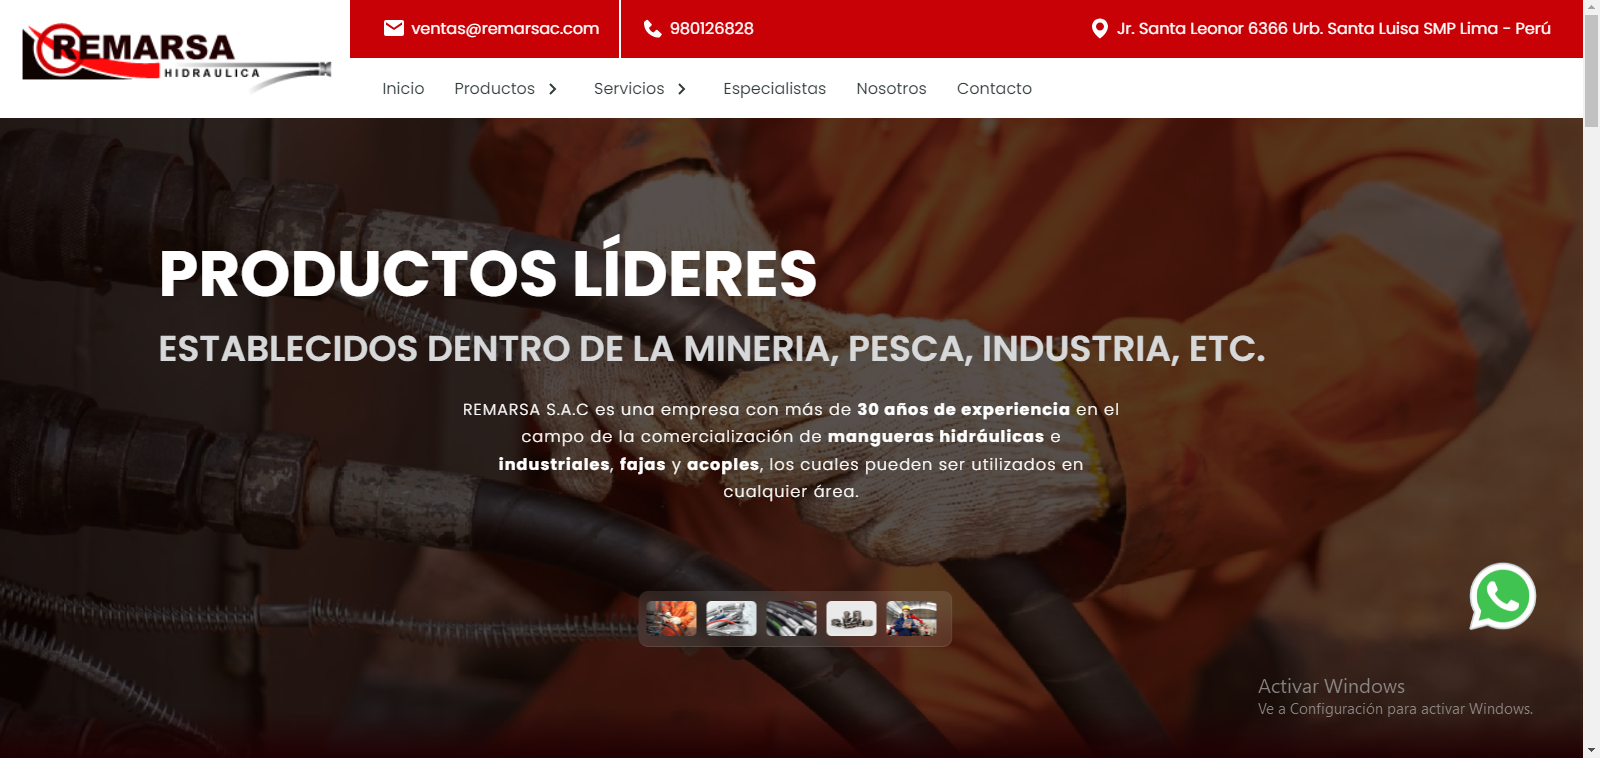 REMARSA
HIDRAULICA
ventas@remarsac.com
980126828
Jr. Santa Leonor 6366 Urb. Santa Luisa SMP Lima - Perú
Inicio Productos Servicios Especialistas Nosotros Contacto
PRODUCTOS LÍDERES
ESTABLECIDOS DENTRO DE LA MINERIA, PESCA, INDUSTRIA, ETC.
REMARSA S.A.C es una empresa con más de 30 años de experiencia en el
campo de la comercialización de mangueras hidráulicas e
industriales, fajas y acoples, los cuales pueden ser utilizados en
cualquier área.
Activar Windows
Ve a Configuración para activar Windows.